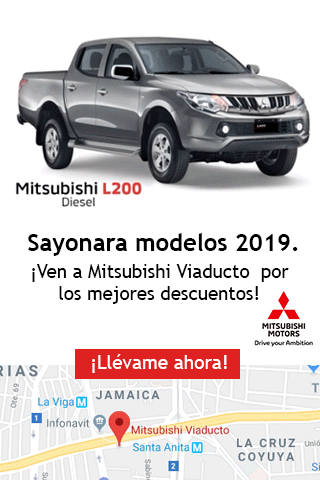 Mitsubishi L200
Diesel
Sayonara modelos 2019.
¡Ven a Mitsubishi Viaducto por
los mejores descuentos!
MITSUBISHI
MOTORS
Drive your Ambition
¡Llévame ahora!
RIAS
JAMAICA
La Viga M
Infonavit
Mitsubishi Viaducto
Santa Anita M
LA CRUZ
COYUYA